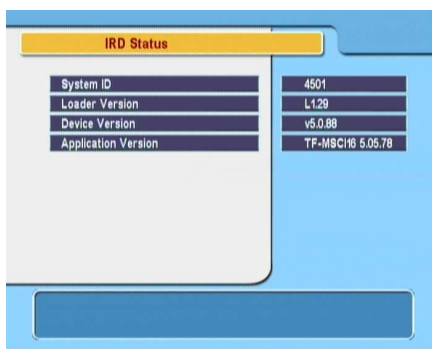 IRD Status
System ID 4501
Loader Version L1.29
Device Version v5.0.88
Application Version TF-MSCI16 5.05.78